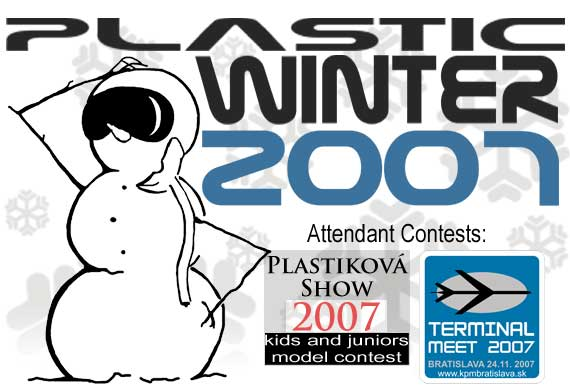 PLASTIC
WINTER
2007
Attendant Contests:
PLASTIKOVÁ
SHOW
2007
kids and juniors
model contest
TERMINAL
MEET 2007
BRATISLAVA 24.11. 2007
www.kpmbratislava.sk